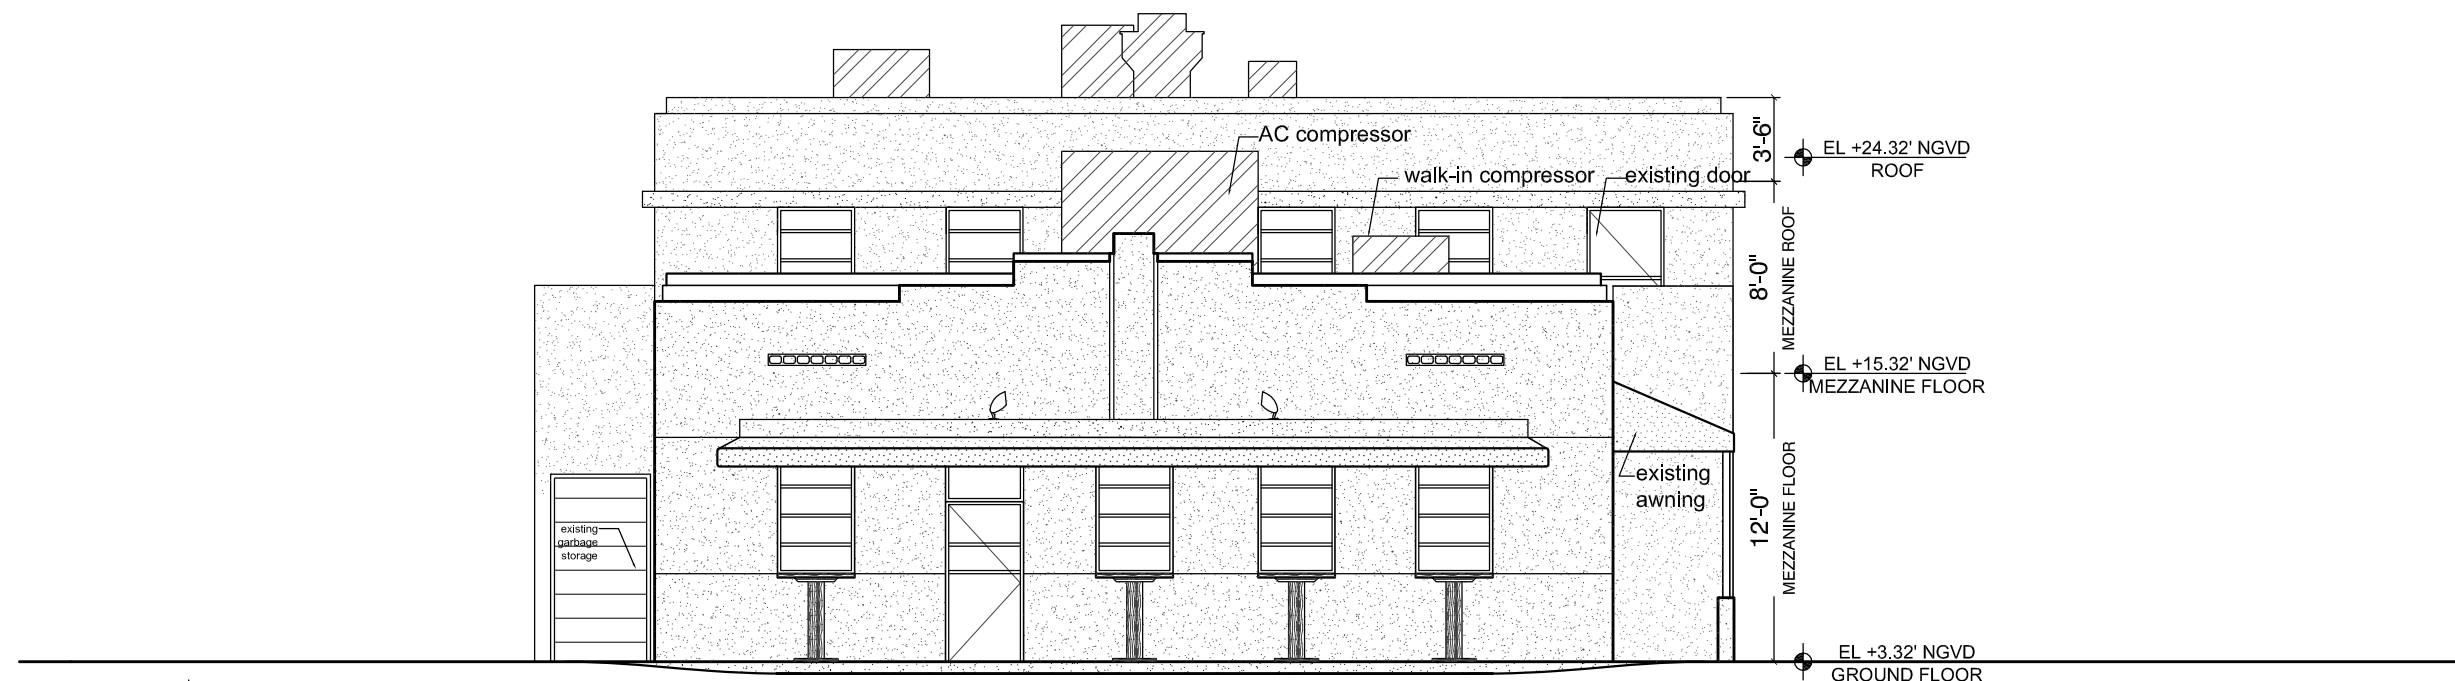 AC compressor
3'-6"
EL +24.32' NGVD
ROOF
walk-in compressor
existing door
8'-0"
MEZZANINE ROOF
EL +15.32' NGVD
MEZZANINE FLOOR
existing
awning
12'-0"
MEZZANINE FLOOR
existing
garbage
storage
EL +3.32' NGVD
GROUND FLOOR